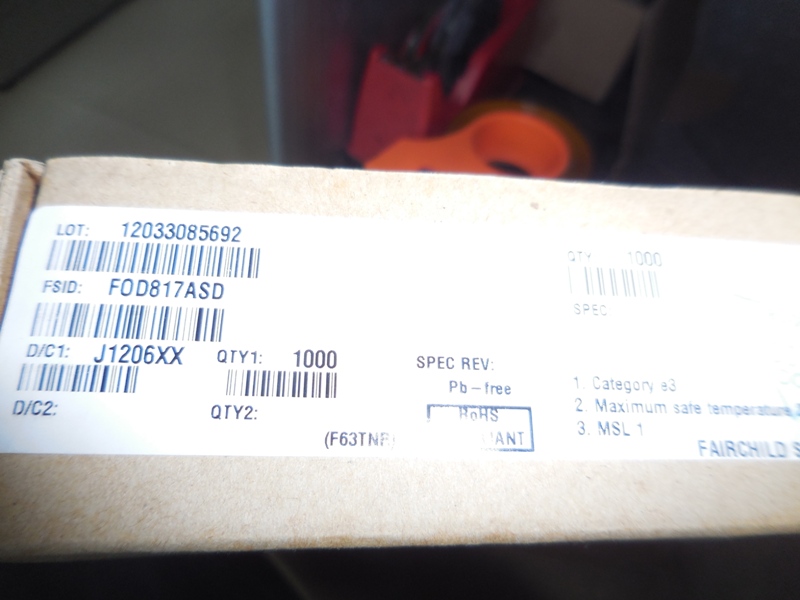 LOT: 12033085692
QTY 1000
FSID: FOD817ASD
SPEC
D/C1: J1206XX QTY1: 1000
SPEC REV:
Pb-free
D/C2: QTY2:
RoHS
(F63TNR)
1. Category e3
2. Maximum safe temperature
3. MSL 1
FAIRCHILD